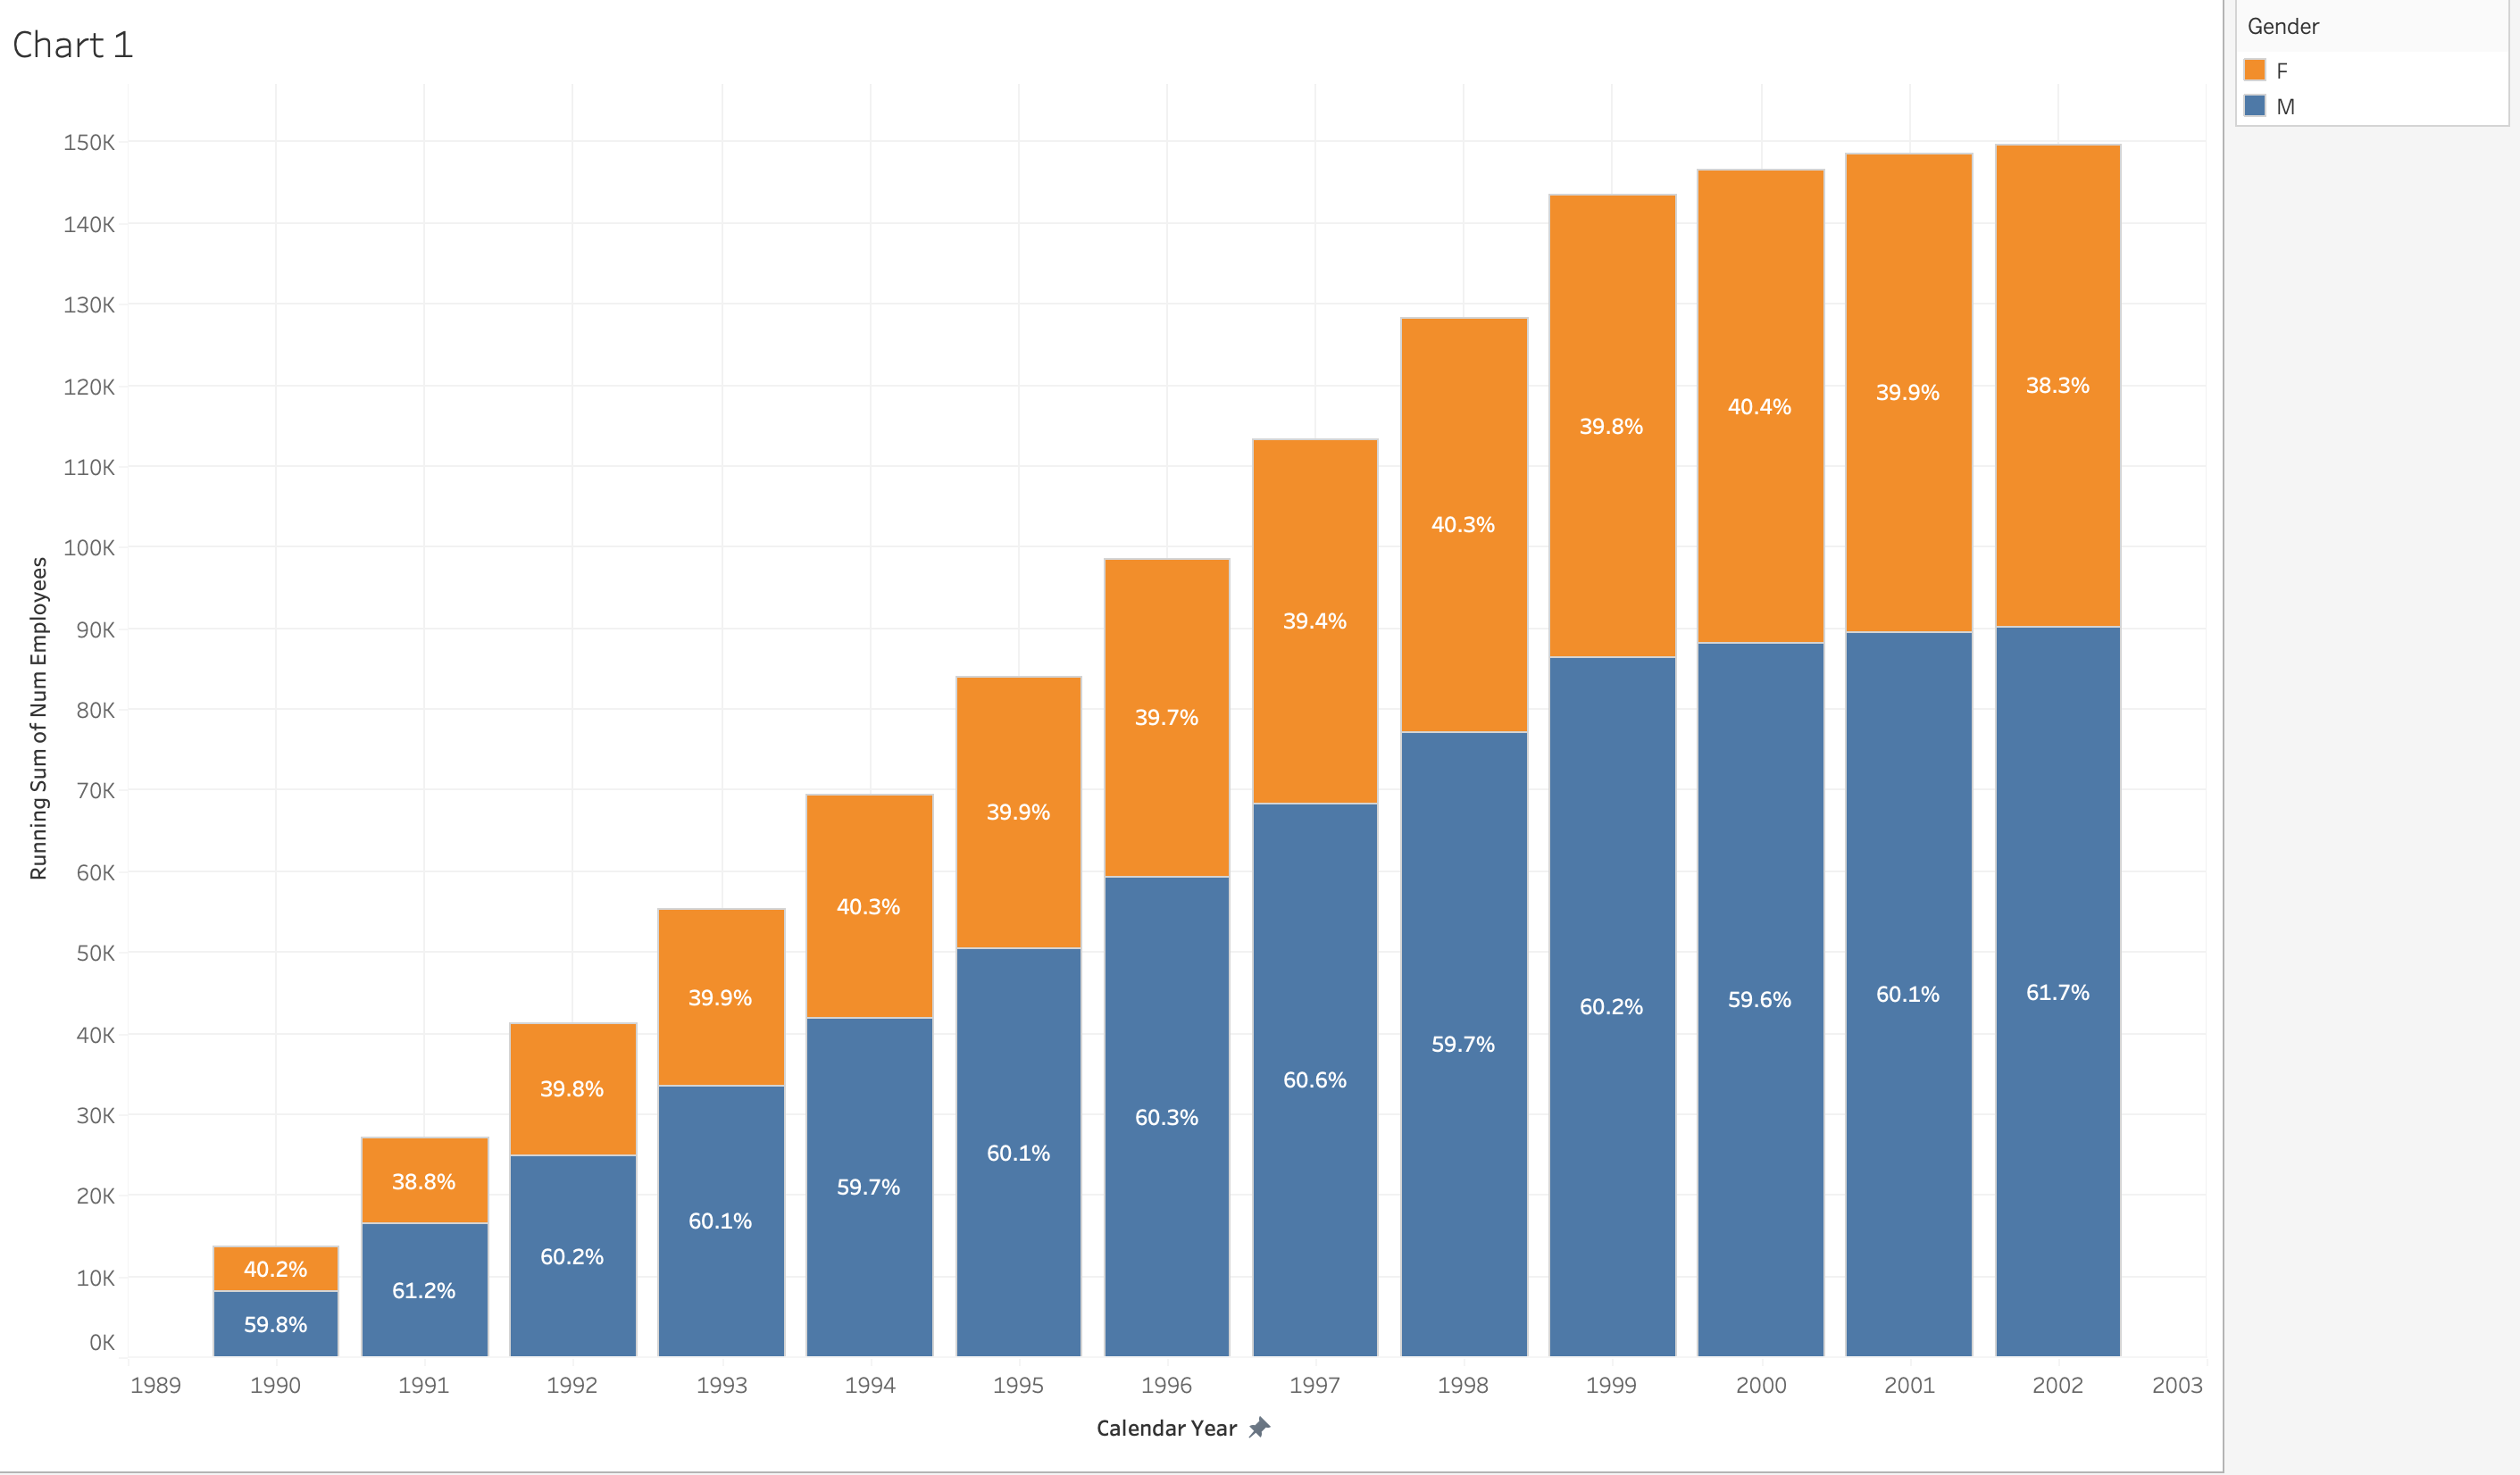 Chart 1
Gender
F
M
Running Sum of Num Employees
150K
140K
130K
120K
110K
100K
90K
80K
70K
60K
50K
40K
30K
20K
10K
0K
40.2%
59.8%
38.8%
61.2%
39.8%
60.2%
39.9%
60.1%
40.3%
59.7%
39.9%
60.1%
39.7%
60.3%
39.4%
60.6%
40.3%
59.7%
39.8%
60.2%
40.4%
59.6%
39.9%
60.1%
38.3%
61.7%
1989 1990 1991 1992 1993 1994 1995 1996 1997 1998 1999 2000 2001 2002 2003
Calendar Year